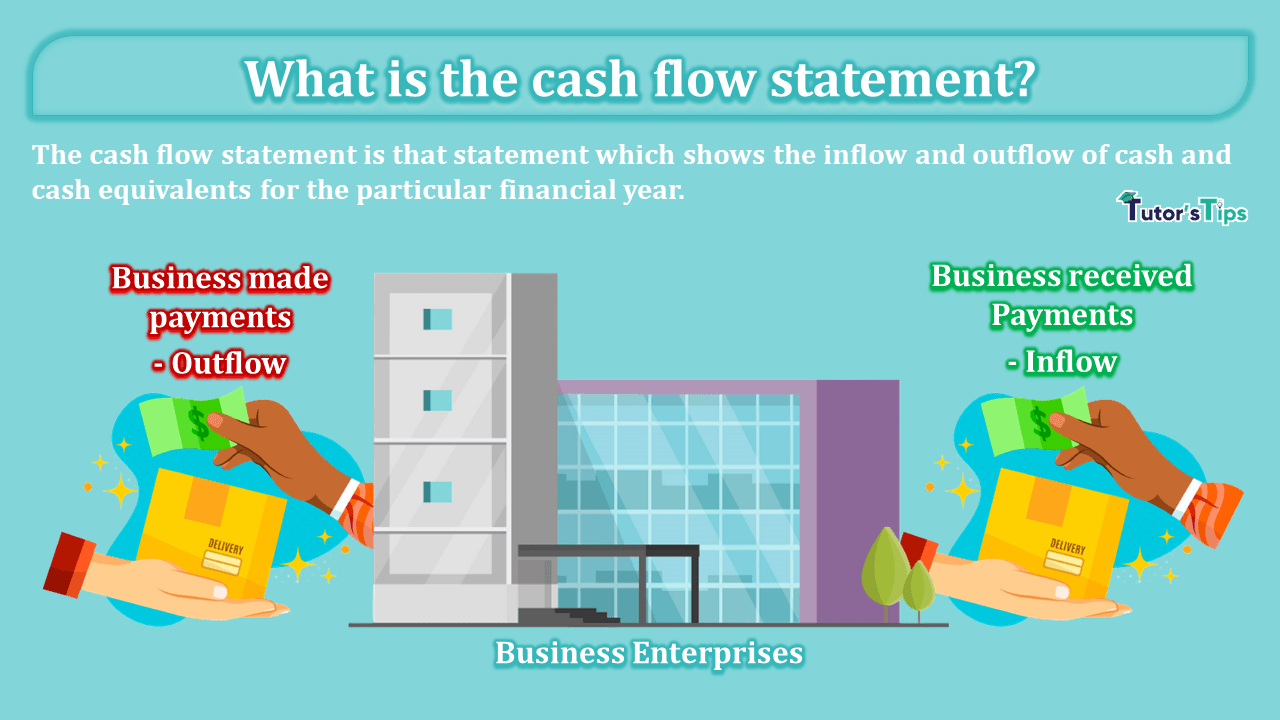 What is the cash flow statement?
The cash flow statement is that statement which shows the inflow and outflow of cash and
cash equivalents for the particular financial year.
Tutor'sTips
Business made
payments
- Outflow
Business received
Payments
- Inflow
$
DELIVERY
$
DELIVERY
Business Enterprises